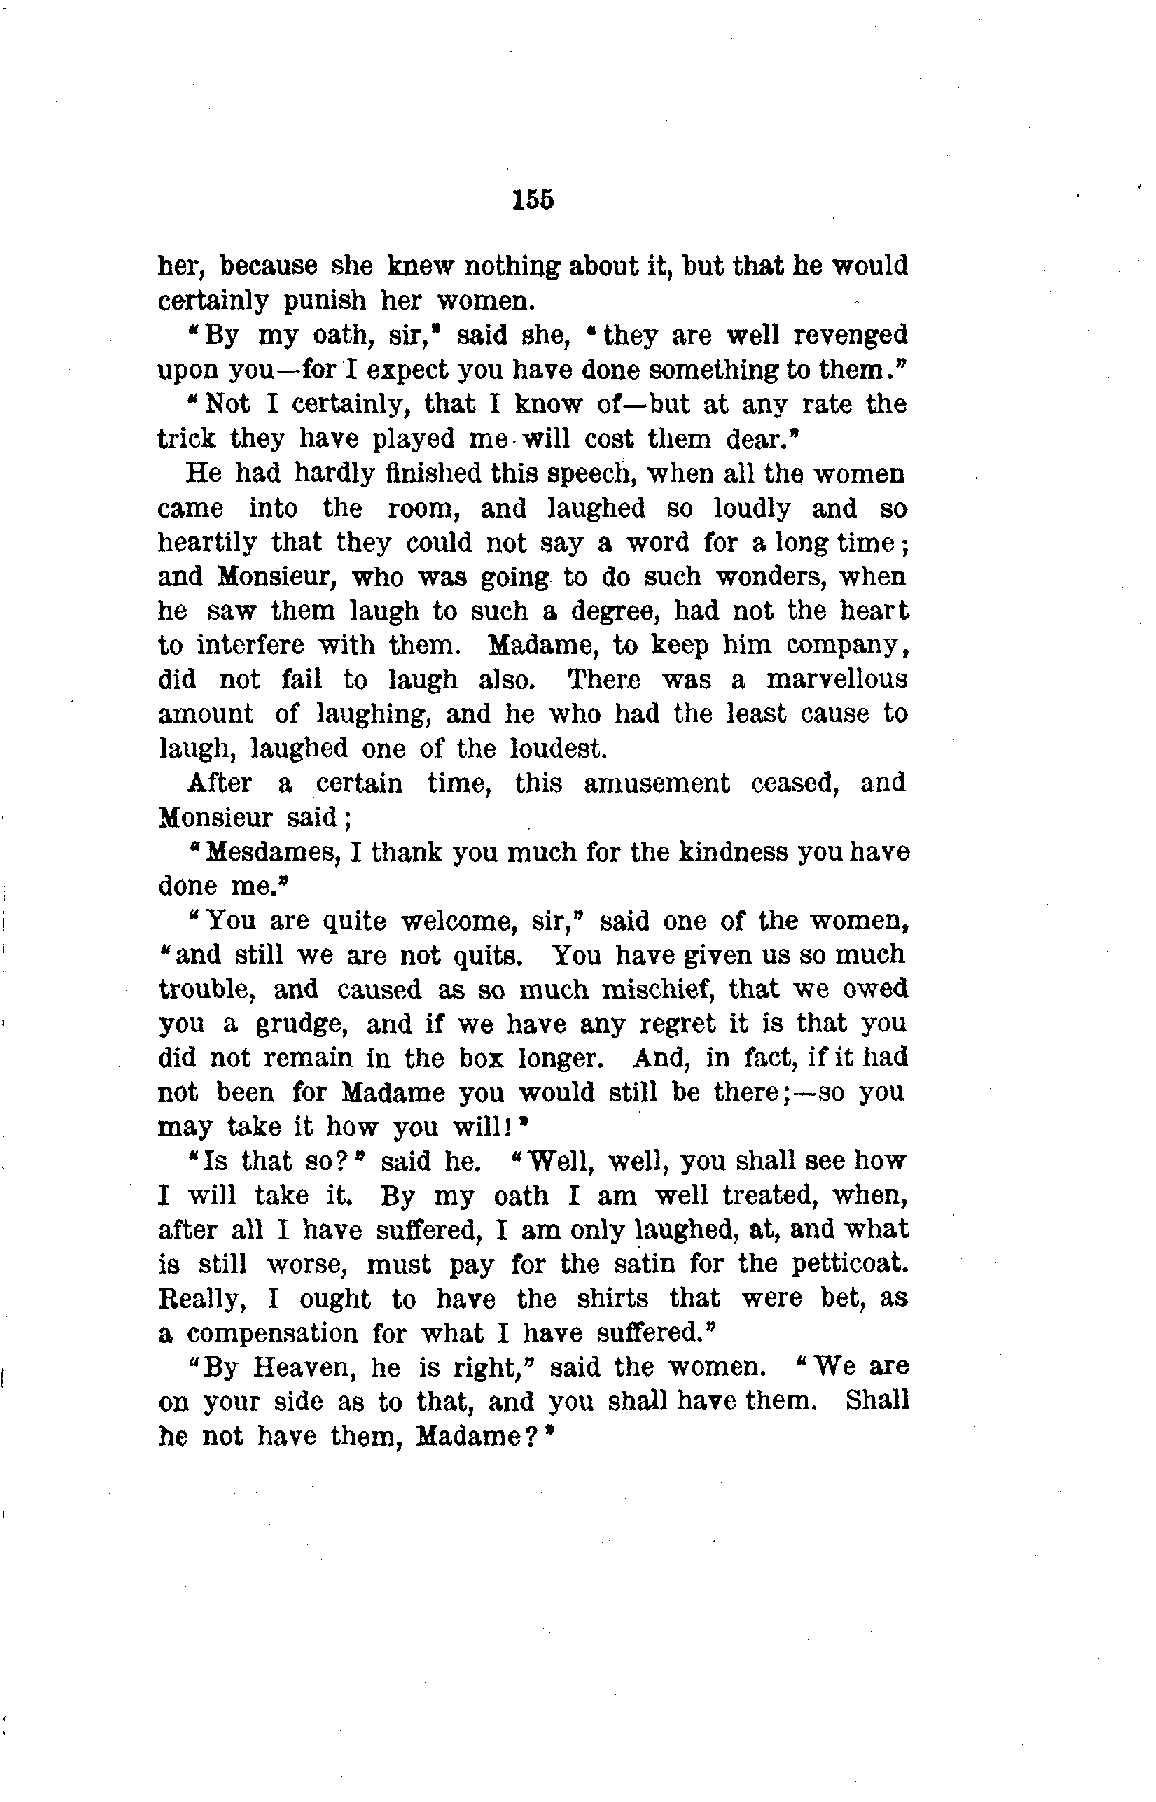 155
her, because she knew nothing about it, but that he would
certainly punish her women.
"By my oath, sir," said she, "they are well revenged
upon you—for I expect you have done something to them."
"Not I certainly, that I know of—but at any rate the
trick they have played me will cost them dear."
He had hardly finished this speech, when all the women
came into the room, and laughed so loudly and so
heartily that they could not say a word for a long time;
and Monsieur, who was going to do such wonders, when
he saw them laugh to such a degree, had not the heart
to interfere with them. Madame, to keep him company,
did not fail to laugh also. There was a marvellous
amount of laughing, and he who had the least cause to
laugh, laughed one of the loudest.
After a certain time, this amusement ceased, and
Monsieur said;
"Mesdames, I thank you much for the kindness you have
done me."
"You are quite welcome, sir," said one of the women,
"and still we are not quits. You have given us so much
trouble, and caused as so much mischief, that we owed
you a grudge, and if we have any regret it is that you
did not remain in the box longer. And, in fact, if it had
not been for Madame you would still be there;—so you
may take it how you will!"
"Is that so?" said he. "Well, well, you shall see how
I will take it. By my oath I am well treated, when,
after all I have suffered, I am only laughed, at, and what
is still worse, must pay for the satin for the petticoat.
Really, I ought to have the shirts that were bet, as
a compensation for what I have suffered."
"By Heaven, he is right," said the women. "We are
on your side as to that, and you shall have them. Shall
he not have them, Madame?"